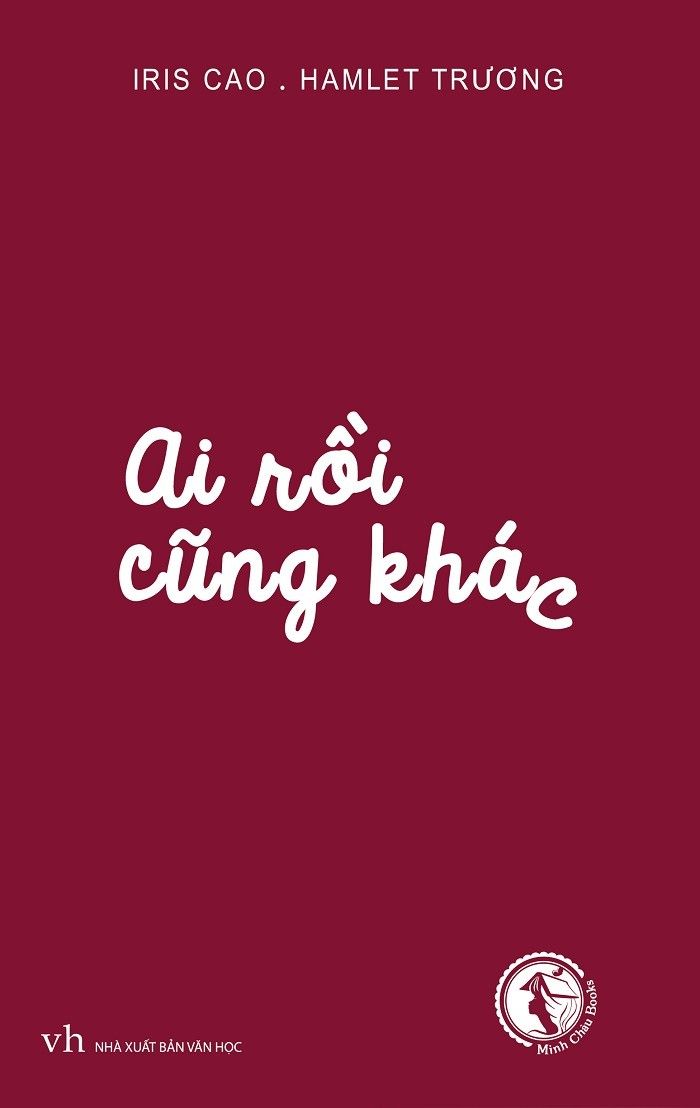 IRIS CAO . HAMLET TRƯƠNG
Ai rồi
cũng khác
vh NHÀ XUẤT BẢN VĂN HỌC
Minh Châu Books